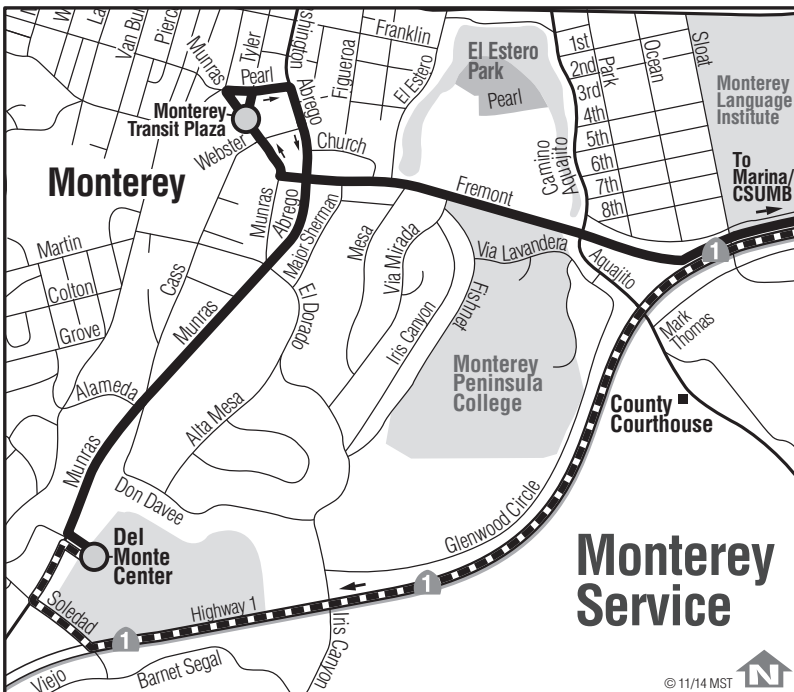 Van Bu
Pierc
Munras
Tyler
Pearl
shington
Abrego
Figueroa
Franklin
El Estero
El Estero
Park
Pearl
1st
2nd
3rd
4th
5th
6th
7th
8th
Park
Ocean
Sloat
Monterey
Language
Institute
To
Marina/
CSUMB
Monterey
Transit Plaza
Webster
Church
Monterey
Munras
Abrego
Major Sherman
Mesa
Via Mirada
Fremont
Camino
Aguajito
Via Lavandera
Aguajito
1
Martin
Colton
Grove
Cass
Munras
El Dorado
Iris Canyon
Fishnet
Mark
Thomas
Monterey
Peninsula
College
County
Courthouse
Alameda
Alta Mesa
Munras
Don Davee
Glenwood Circle
Del
Monte
Center
Monterey
Service
Soledad
Highway 1
1
1
Iris Canyon
Viejo
Barnet Segal
© 11/14 MST
N